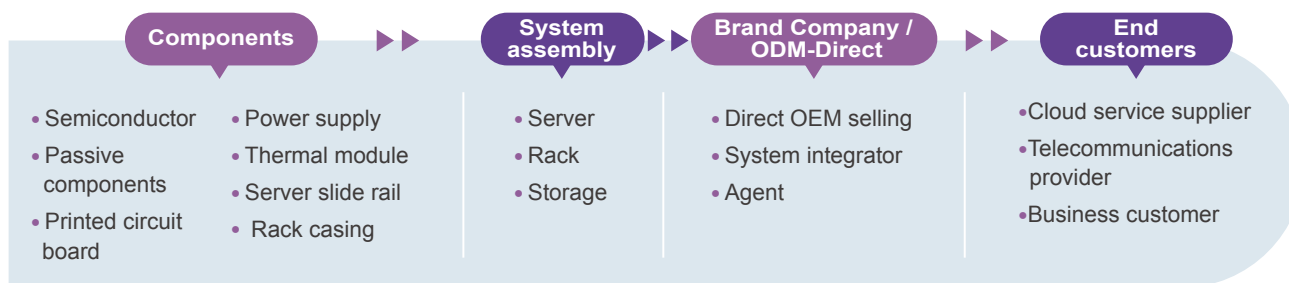 Components
System
assembly
Brand Company /
ODM-Direct
End
customers
• Semiconductor
• Passive
components
• Printed circuit
board
• Power supply
• Thermal module
• Server slide rail
• Rack casing
• Server
• Rack
• Storage
• Direct OEM selling
• System integrator
• Agent
•Cloud service supplier
•Telecommunications
provider
•Business customer